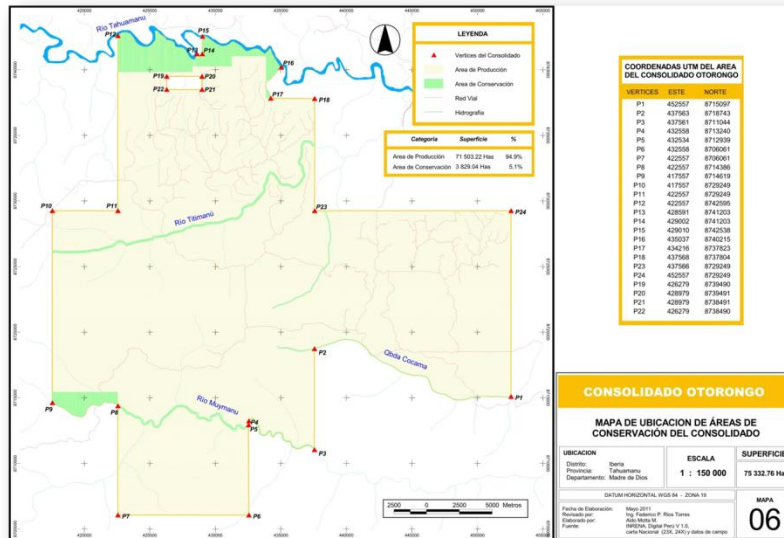 Río Tahuamanu
P12
P15
P13
P14
P16
P19
P20
P22
P21
P17
P18
P10
P11
P23
P24
Río Titimanú
P2
Qbda Cocama
P1
P9
P8
Río Muymanu
P4
P5
P3
P7
P6
LEYENDA
Vertices del Consolidado
Area de Producción
Area de Conservación
Red Vial
Hidrografia
Categoria Superficie %
Area de Producción 71 503.22 Has 94.9%
Area de Conservación 3 829.04 Has 5.1%
2500 0 2500 5000 Metros
COORDENADAS UTM DEL AREA
DEL CONSOLIDADO OTORONGO
VERTICES ESTE NORTE
P1 452557 8715097
P2 437563 8718743
P3 437561 8711044
P4 432558 8713240
P5 432534 8712939
P6 432558 8706061
P7 422557 8706061
P8 422557 8714386
P9 417557 8714619
P10 417557 8729249
P11 422557 8729249
P12 422557 8742595
P13 428591 8741203
P14 429002 8741203
P15 429010 8742538
P16 435037 8740215
P17 434216 8737823
P18 437568 8737804
P23 437566 8729249
P24 452557 8729249
P19 426279 8739490
P20 428979 8739491
P21 428979 8738491
P22 426279 8738490
CONSOLIDADO OTORONGO
MAPA DE UBICACION DE ÁREAS DE
CONSERVACIÓN DEL CONSOLIDADO
UBICACION
Distrito: Iberia
Provincia: Tahuamanu
Departamento: Madre de Dios
ESCALA
1 : 150 000
SUPERFICIE
75 332.76 Ha
DATUM HORIZONTAL WGS 84 - ZONA 19
Fecha de Elaboración: Mayo 2011
Revisado por: Ing. Federico P. Rios Torres
Elaborado por: Aldo Motta M.
Fuente: INRENA, Digital Perú V 1.0,
carta Nacional (23X, 24X) y datos de campo
MAPA
06